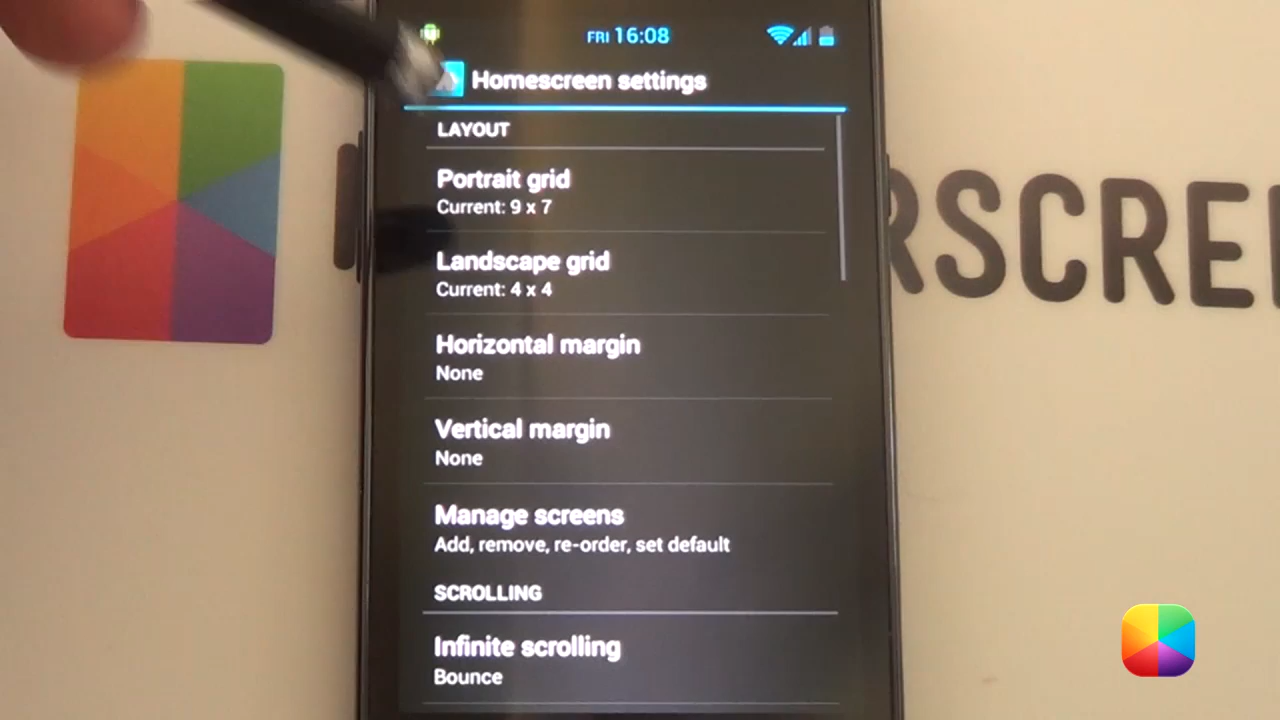 FRI 16:08
Homescreen settings
LAYOUT
Portrait grid
Current: 9 x 7
Landscape grid
Current: 4 x 4
Horizontal margin
None
Vertical margin
None
Manage screens
Add, remove, re-order, set default
SCROLLING
Infinite scrolling
Bounce
RSCREE